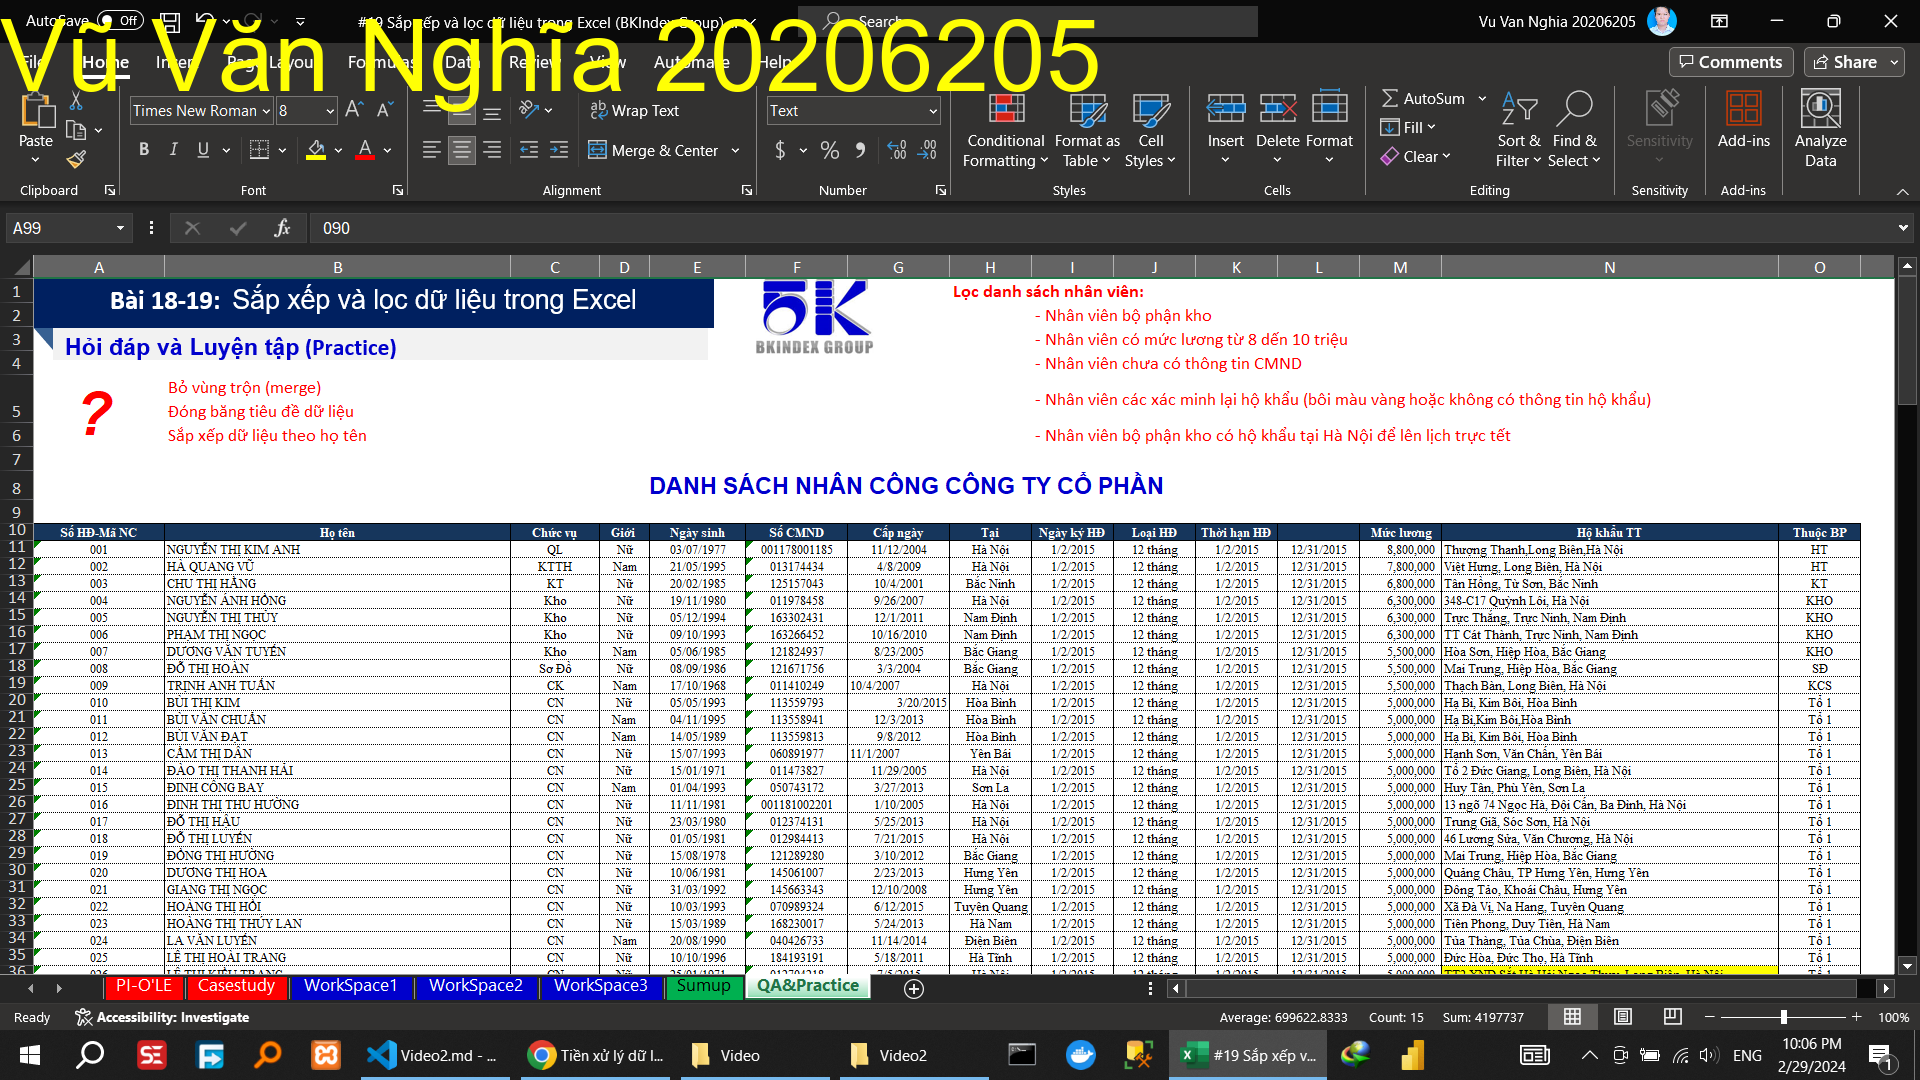 AutoSave Off #19 Sắp xếp và lọc dữ liệu trong Excel (BKIndex Group) Search Vu Van Nghia 20206205
Vũ Văn Nghĩa 20206205
File Home Insert Page Layout Formulas Data Review View Automate Help Comments Share
Times New Roman 8 Wrap Text Text AutoSum
Paste B I U Merge & Center $ % Conditional Formatting Format as Table Cell Styles Insert Delete Format Fill Clear Sort & Filter Find & Select Sensitivity Add-ins Analyze Data
Clipboard Font Alignment Number Styles Cells Editing Sensitivity Add-ins
A99 fx 090
A B C D E F G H I J K L M N O
1 Bài 18-19: Sắp xếp và lọc dữ liệu trong Excel 5K Lọc danh sách nhân viên:
2 - Nhân viên bộ phận kho
3 Hỏi đáp và Luyện tập (Practice) BKINDEX GROUP - Nhân viên có mức lương từ 8 dến 10 triệu
4 - Nhân viên chưa có thông tin CMND
? Bỏ vùng trộn (merge)
5 Đóng băng tiêu đề dữ liệu - Nhân viên các xác minh lại hộ khẩu (bôi màu vàng hoặc không có thông tin hộ khẩu)
6 Sắp xếp dữ liệu theo họ tên - Nhân viên bộ phận kho có hộ khẩu tại Hà Nội để lên lịch trực tết
7
8 DANH SÁCH NHÂN CÔNG CÔNG TY CỔ PHẦN
9
10 Số HĐ-Mã NC Họ tên Chức vụ Giới Ngày sinh Số CMND Cấp ngày Tại Ngày ký HĐ Loại HĐ Thời hạn HĐ Mức lương Hộ khẩu TT Thuộc BP
11 001 NGUYỄN THỊ KIM ANH QL Nữ 03/07/1977 001178001185 11/12/2004 Hà Nội 1/2/2015 12 tháng 1/2/2015 12/31/2015 8,800,000 Thượng Thanh,Long Biên,Hà Nội HT
12 002 HÀ QUANG VŨ KTTH Nam 21/05/1995 013174434 4/8/2009 Hà Nội 1/2/2015 12 tháng 1/2/2015 12/31/2015 7,800,000 Việt Hưng, Long Biên, Hà Nội HT
13 003 CHU THỊ HẰNG KT Nữ 20/02/1985 125157043 10/4/2001 Bắc Ninh 1/2/2015 12 tháng 1/2/2015 12/31/2015 6,800,000 Tân Hồng, Từ Sơn, Bắc Ninh KT
14 004 NGUYỄN ÁNH HỒNG Kho Nữ 19/11/1980 011978458 9/26/2007 Hà Nội 1/2/2015 12 tháng 1/2/2015 12/31/2015 6,300,000 348-C17 Quỳnh Lôi, Hà Nội KHO
15 005 NGUYỄN THỊ THỦY Kho Nữ 05/12/1994 163302431 12/1/2011 Nam Định 1/2/2015 12 tháng 1/2/2015 12/31/2015 6,300,000 Trực Thắng, Trực Ninh, Nam Định KHO
16 006 PHẠM THỊ NGỌC Kho Nữ 09/10/1993 163266452 10/16/2010 Nam Định 1/2/2015 12 tháng 1/2/2015 12/31/2015 6,300,000 TT Cát Thành, Trực Ninh, Nam Định KHO
17 007 DƯƠNG VĂN TUYỂN Kho Nam 05/06/1985 121824937 8/23/2005 Bắc Giang 1/2/2015 12 tháng 1/2/2015 12/31/2015 5,500,000 Hòa Sơn, Hiệp Hòa, Bắc Giang KHO
18 008 ĐỖ THỊ HOÀN Sơ Đồ Nữ 08/09/1986 121671756 3/3/2004 Bắc Giang 1/2/2015 12 tháng 1/2/2015 12/31/2015 5,500,000 Mai Trung, Hiệp Hòa, Bắc Giang SĐ
19 009 TRỊNH ANH TUẤN CK Nam 17/10/1968 011410249 10/4/2007 Hà Nội 1/2/2015 12 tháng 1/2/2015 12/31/2015 5,500,000 Thạch Bàn, Long Biên, Hà Nội KCS
20 010 BÙI THỊ KIM CN Nữ 05/05/1993 113559793 3/20/2015 Hòa Bình 1/2/2015 12 tháng 1/2/2015 12/31/2015 5,000,000 Hạ Bì, Kim Bôi, Hòa Bình Tổ 1
21 011 BÙI VĂN CHUẨN CN Nam 04/11/1995 113558941 12/3/2013 Hòa Bình 1/2/2015 12 tháng 1/2/2015 12/31/2015 5,000,000 Hạ Bì,Kim Bôi,Hòa Bình Tổ 1
22 012 BÙI VĂN ĐẠT CN Nam 14/05/1989 113559813 9/8/2012 Hòa Bình 1/2/2015 12 tháng 1/2/2015 12/31/2015 5,000,000 Hạ Bì, Kim Bôi, Hòa Bình Tổ 1
23 013 CẦM THỊ DÂN CN Nữ 15/07/1993 060891977 11/1/2007 Yên Bái 1/2/2015 12 tháng 1/2/2015 12/31/2015 5,000,000 Hạnh Sơn, Văn Chấn, Yên Bái Tổ 1
24 014 ĐÀO THỊ THANH HẢI CN Nữ 15/01/1971 011473827 11/29/2005 Hà Nội 1/2/2015 12 tháng 1/2/2015 12/31/2015 5,000,000 Tổ 2 Đức Giang, Long Biên, Hà Nội Tổ 1
25 015 ĐINH CÔNG BAY CN Nam 01/04/1993 050743172 3/27/2013 Sơn La 1/2/2015 12 tháng 1/2/2015 12/31/2015 5,000,000 Huy Tân, Phù Yên, Sơn La Tổ 1
26 016 ĐINH THỊ THU HƯỜNG CN Nữ 11/11/1981 001181002201 1/10/2005 Hà Nội 1/2/2015 12 tháng 1/2/2015 12/31/2015 5,000,000 13 ngõ 74 Ngọc Hà, Đội Cấn, Ba Đình, Hà Nội Tổ 1
27 017 ĐỖ THỊ HẬU CN Nữ 23/03/1980 012374131 5/25/2013 Hà Nội 1/2/2015 12 tháng 1/2/2015 12/31/2015 5,000,000 Trung Giã, Sóc Sơn, Hà Nội Tổ 1
28 018 ĐỖ THỊ LUYẾN CN Nữ 01/05/1981 012984413 7/21/2015 Hà Nội 1/2/2015 12 tháng 1/2/2015 12/31/2015 5,000,000 46 Lương Sửa, Văn Chương, Hà Nội Tổ 1
29 019 ĐỒNG THỊ HƯỜNG CN Nữ 15/08/1978 121289280 3/10/2012 Bắc Giang 1/2/2015 12 tháng 1/2/2015 12/31/2015 5,000,000 Mai Trung, Hiệp Hòa, Bắc Giang Tổ 1
30 020 DƯƠNG THỊ HOA CN Nữ 10/06/1981 145061007 2/23/2013 Hưng Yên 1/2/2015 12 tháng 1/2/2015 12/31/2015 5,000,000 Quảng Châu, TP Hưng Yên, Hưng Yên Tổ 1
31 021 GIANG THỊ NGỌC CN Nữ 31/03/1992 145663343 12/10/2008 Hưng Yên 1/2/2015 12 tháng 1/2/2015 12/31/2015 5,000,000 Đông Tảo, Khoái Châu, Hưng Yên Tổ 1
32 022 HOÀNG THỊ HỒI CN Nữ 10/03/1993 070989324 6/12/2015 Tuyên Quang 1/2/2015 12 tháng 1/2/2015 12/31/2015 5,000,000 Xã Đà Vị, Na Hang, Tuyên Quang Tổ 1
33 023 HOÀNG THỊ THÚY LAN CN Nữ 15/03/1989 168230017 5/24/2013 Hà Nam 1/2/2015 12 tháng 1/2/2015 12/31/2015 5,000,000 Tiên Phong, Duy Tiên, Hà Nam Tổ 1
34 024 LA VĂN LUYẾN CN Nam 20/08/1990 040426733 11/14/2014 Điện Biên 1/2/2015 12 tháng 1/2/2015 12/31/2015 5,000,000 Tủa Thàng, Tủa Chùa, Điện Biên Tổ 1
35 025 LÊ THỊ HOÀI TRANG CN Nữ 10/10/1996 184193191 5/18/2011 Hà Tĩnh 1/2/2015 12 tháng 1/2/2015 12/31/2015 5,000,000 Đức Hòa, Đức Thọ, Hà Tĩnh Tổ 1
PI-O'LE Casestudy WorkSpace1 WorkSpace2 WorkSpace3 Sumup QA&Practice
Ready Accessibility: Investigate Average: 699622.8333 Count: 15 Sum: 4197737 100%
Video2.md - ... Tiền xử lý dữ l... Video Video2 #19 Sắp xếp v... ENG 10:06 PM
2/29/2024 1